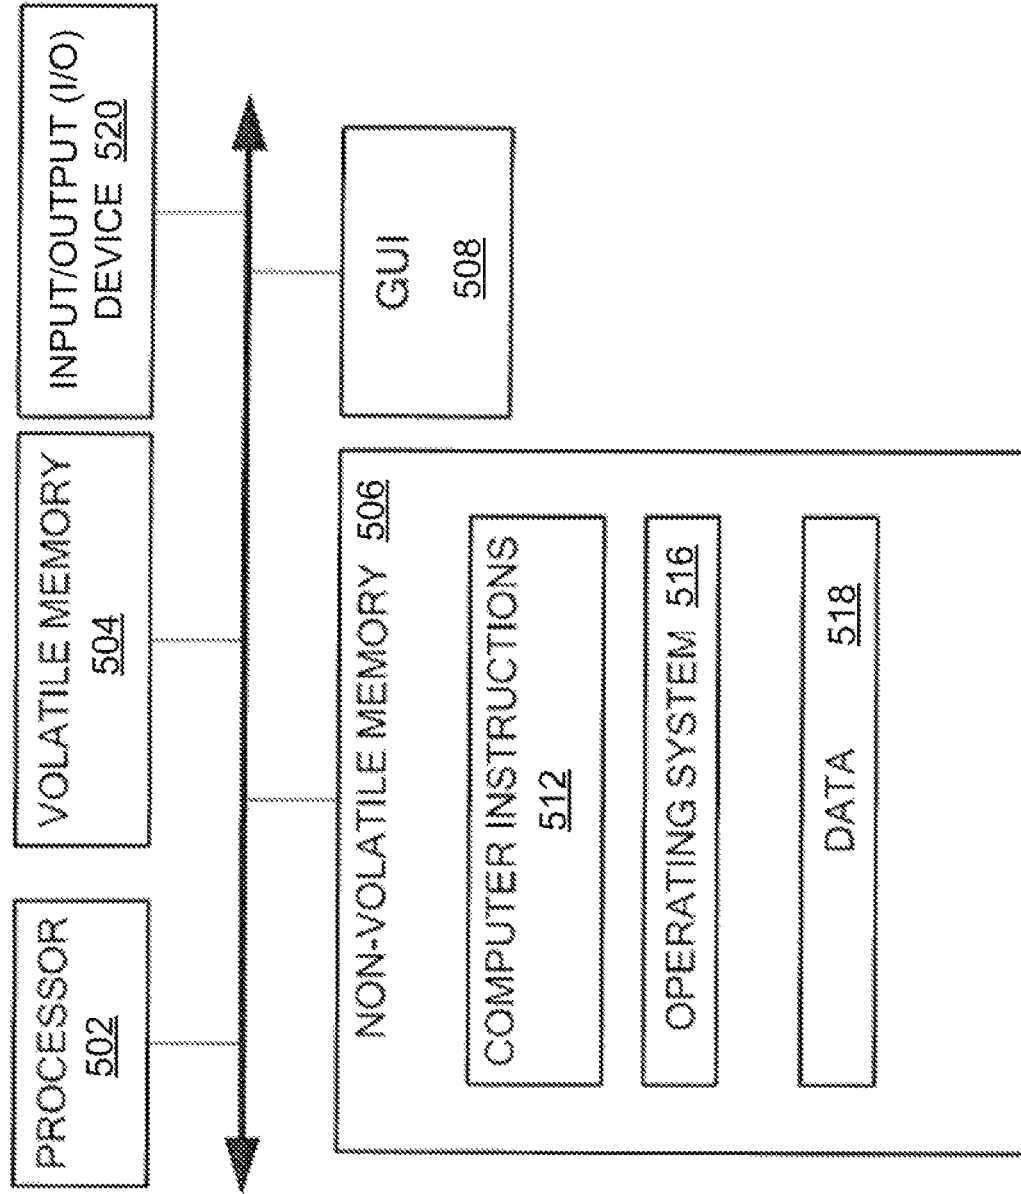 PROCESSOR
502
VOLATILE MEMORY
504
INPUT/OUTPUT (I/O)
DEVICE 520
NON-VOLATILE MEMORY 506
COMPUTER INSTRUCTIONS
512
OPERATING SYSTEM 516
DATA 518
GUI
508